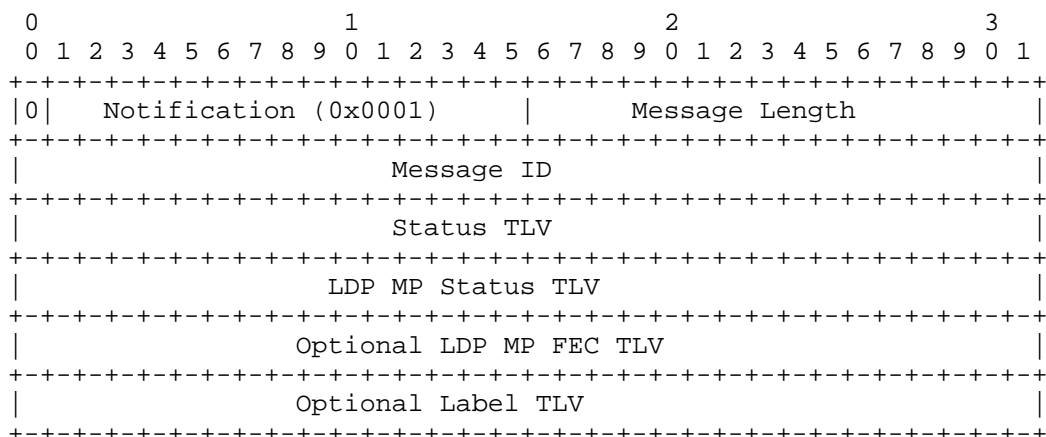 0                   1                   2                   3
 0 1 2 3 4 5 6 7 8 9 0 1 2 3 4 5 6 7 8 9 0 1 2 3 4 5 6 7 8 9 0 1
+-+-+-+-+-+-+-+-+-+-+-+-+-+-+-+-+-+-+-+-+-+-+-+-+-+-+-+-+-+-+-+-+
|0|   Notification (0x0001)     |      Message Length           |
+-+-+-+-+-+-+-+-+-+-+-+-+-+-+-+-+-+-+-+-+-+-+-+-+-+-+-+-+-+-+-+-+
|                       Message ID                              |
+-+-+-+-+-+-+-+-+-+-+-+-+-+-+-+-+-+-+-+-+-+-+-+-+-+-+-+-+-+-+-+-+
|                       Status TLV                              |
+-+-+-+-+-+-+-+-+-+-+-+-+-+-+-+-+-+-+-+-+-+-+-+-+-+-+-+-+-+-+-+-+
|                   LDP MP Status TLV                           |
+-+-+-+-+-+-+-+-+-+-+-+-+-+-+-+-+-+-+-+-+-+-+-+-+-+-+-+-+-+-+-+-+
|                 Optional LDP MP FEC TLV                       |
+-+-+-+-+-+-+-+-+-+-+-+-+-+-+-+-+-+-+-+-+-+-+-+-+-+-+-+-+-+-+-+-+
|                 Optional Label TLV                            |
+-+-+-+-+-+-+-+-+-+-+-+-+-+-+-+-+-+-+-+-+-+-+-+-+-+-+-+-+-+-+-+-+